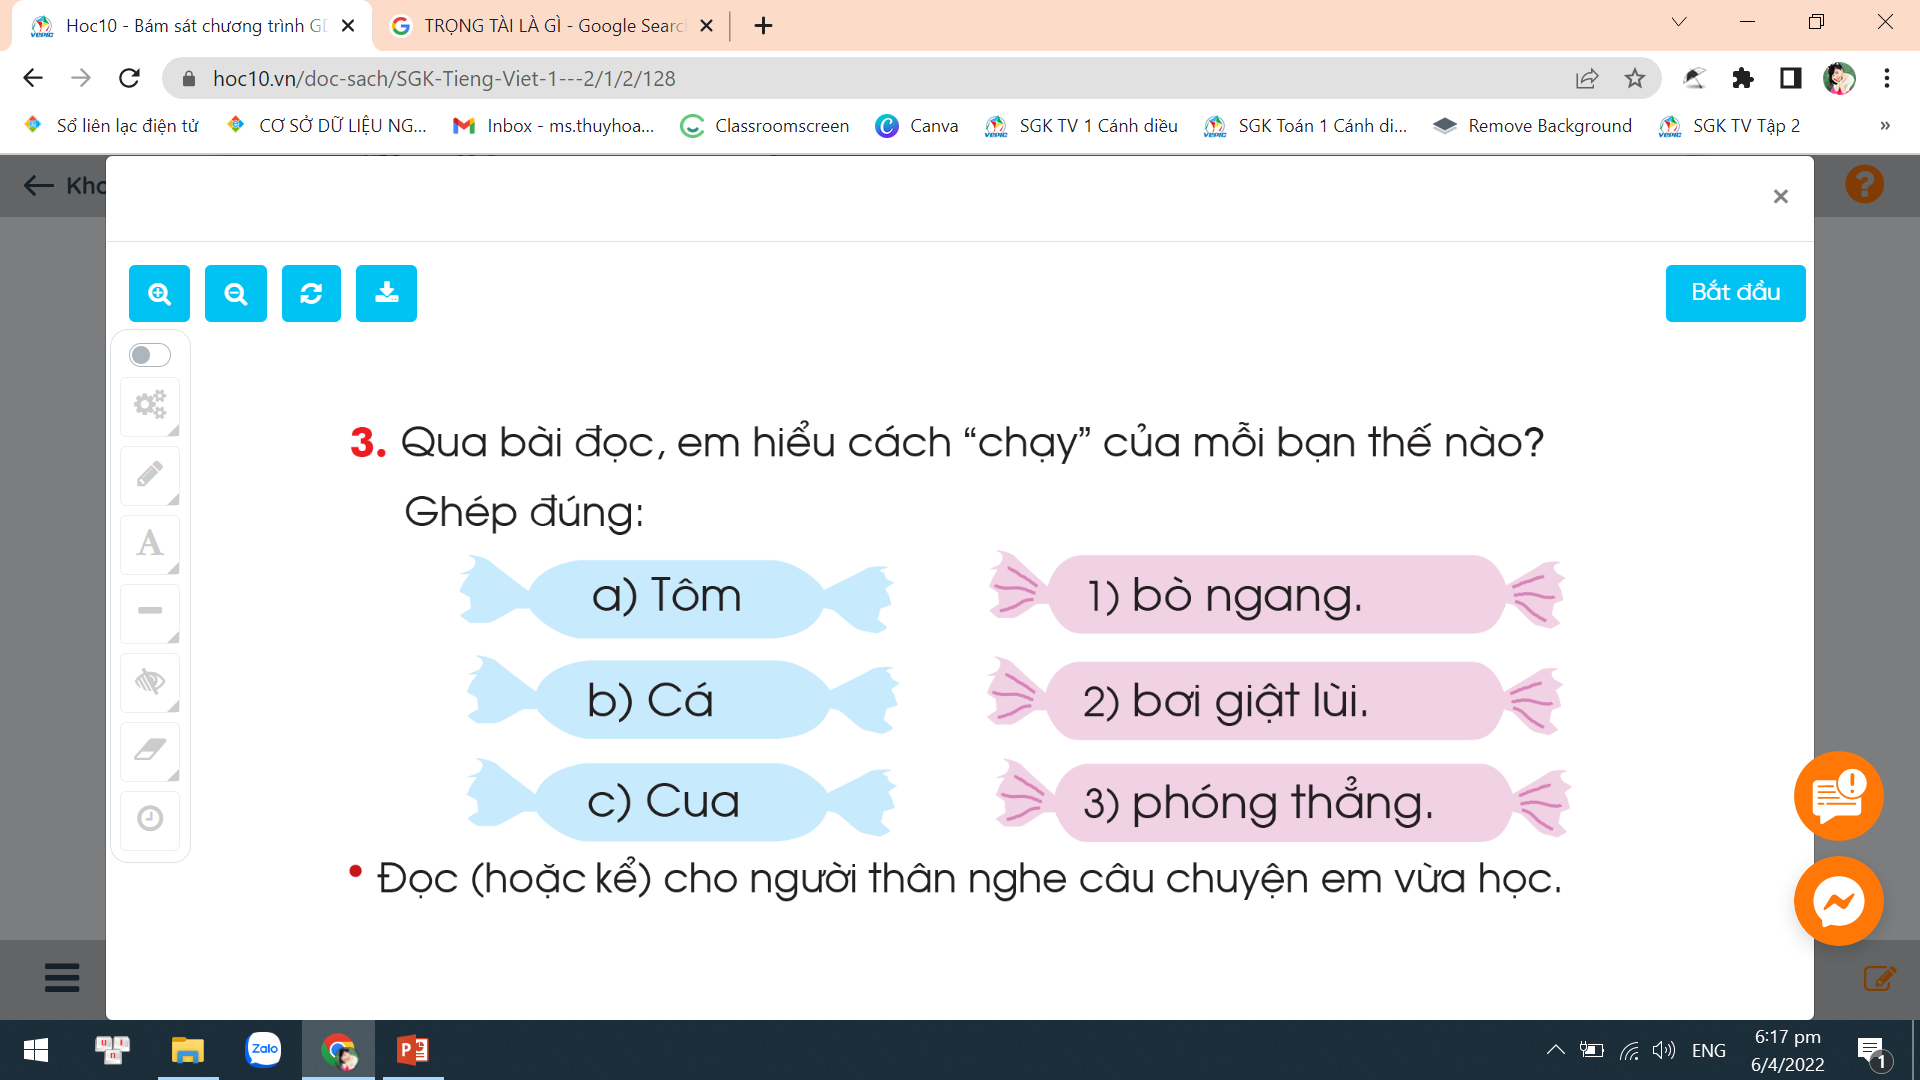 Hoc10 - Bám sát chương trình GD
TRỌNG TÀI LÀ GÌ - Google Search
hoc10.vn/doc-sach/SGK-Tieng-Viet-1---2/1/2/128
Sổ liên lạc điện tử
CƠ SỞ DỮ LIỆU NG...
Inbox - ms.thuyhoa...
Classroomscreen
Canva
SGK TV 1 Cánh diều
SGK Toán 1 Cánh di...
Remove Background
SGK TV Tập 2
»
Kho
×
Bắt đầu
3. Qua bài đọc, em hiểu cách “chạy” của mỗi bạn thế nào?
Ghép đúng:
a) Tôm
1) bò ngang.
b) Cá
2) bơi giật lùi.
c) Cua
3) phóng thẳng.
• Đọc (hoặc kể) cho người thân nghe câu chuyện em vừa học.
Zalo
ENG
6:17 pm
6/4/2022
1